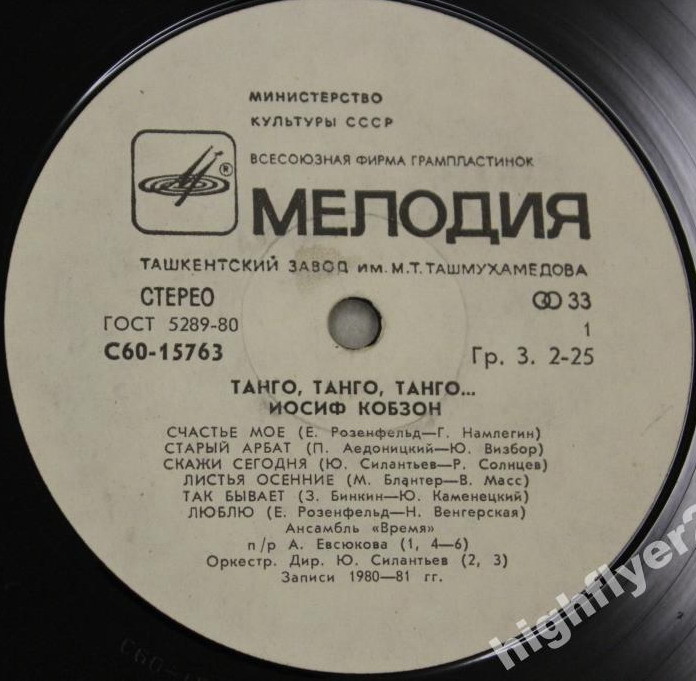 МИНИСТЕРСТВО
КУЛЬТУРЫ СССР
ВСЕСОЮЗНАЯ ФИРМА ГРАМПЛАСТИНОК
®
МЕЛОДИЯ
ТАШКЕНТСКИЙ ЗАВОД им. М.Т. ТАШМУХАМЕДОВА
СТЕРЕО
33
ГОСТ 5289-80
1
С60-15763
Гр. 3. 2-25
ТАНГО, ТАНГО, ТАНГО...
ИОСИФ КОБЗОН
СЧАСТЬЕ МОЕ (Е. Розенфельд—Г. Намлегин)
СТАРЫЙ АРБАТ (П. Аедоницкий—Ю. Визбор)
СКАЖИ СЕГОДНЯ (Ю. Силантьев—Р. Солнцев)
ЛИСТЬЯ ОСЕННИЕ (М. Блантер—В. Масс)
ТАК БЫВАЕТ (З. Бинкин—Ю. Каменецкий)
ЛЮБЛЮ (Е. Розенфельд—Н. Венгерская)
Ансамбль «Время»
п/р А. Евсюкова (1, 4—6)
Оркестр. Дир. Ю. Силантьев (2, 3)
Записи 1980—81 гг.
highflyer